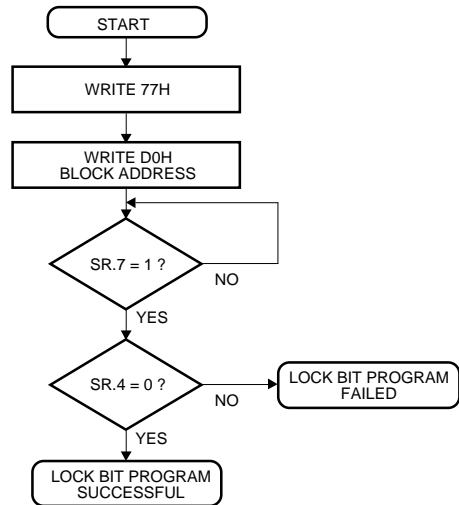 START
WRITE 77H
WRITE D0H
BLOCK ADDRESS
SR.7 = 1 ?
NO
YES
SR.4 = 0 ?
NO
LOCK BIT PROGRAM
FAILED
YES
LOCK BIT PROGRAM
SUCCESSFUL